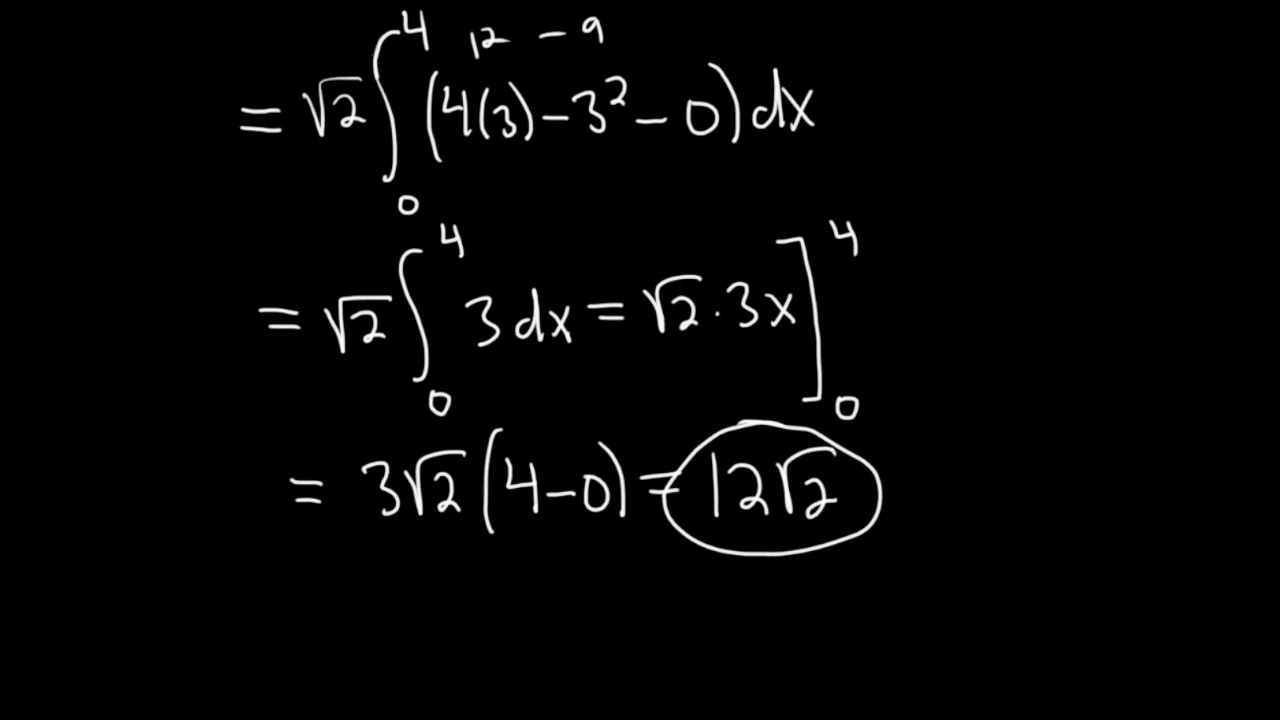 12 - 9
= √2 ∫₀⁴ (4(3) - 3² - 0) dx
= √2 ∫₀⁴ 3 dx = √2 · 3x ]₀⁴
= 3√2 (4 - 0) = 12√2